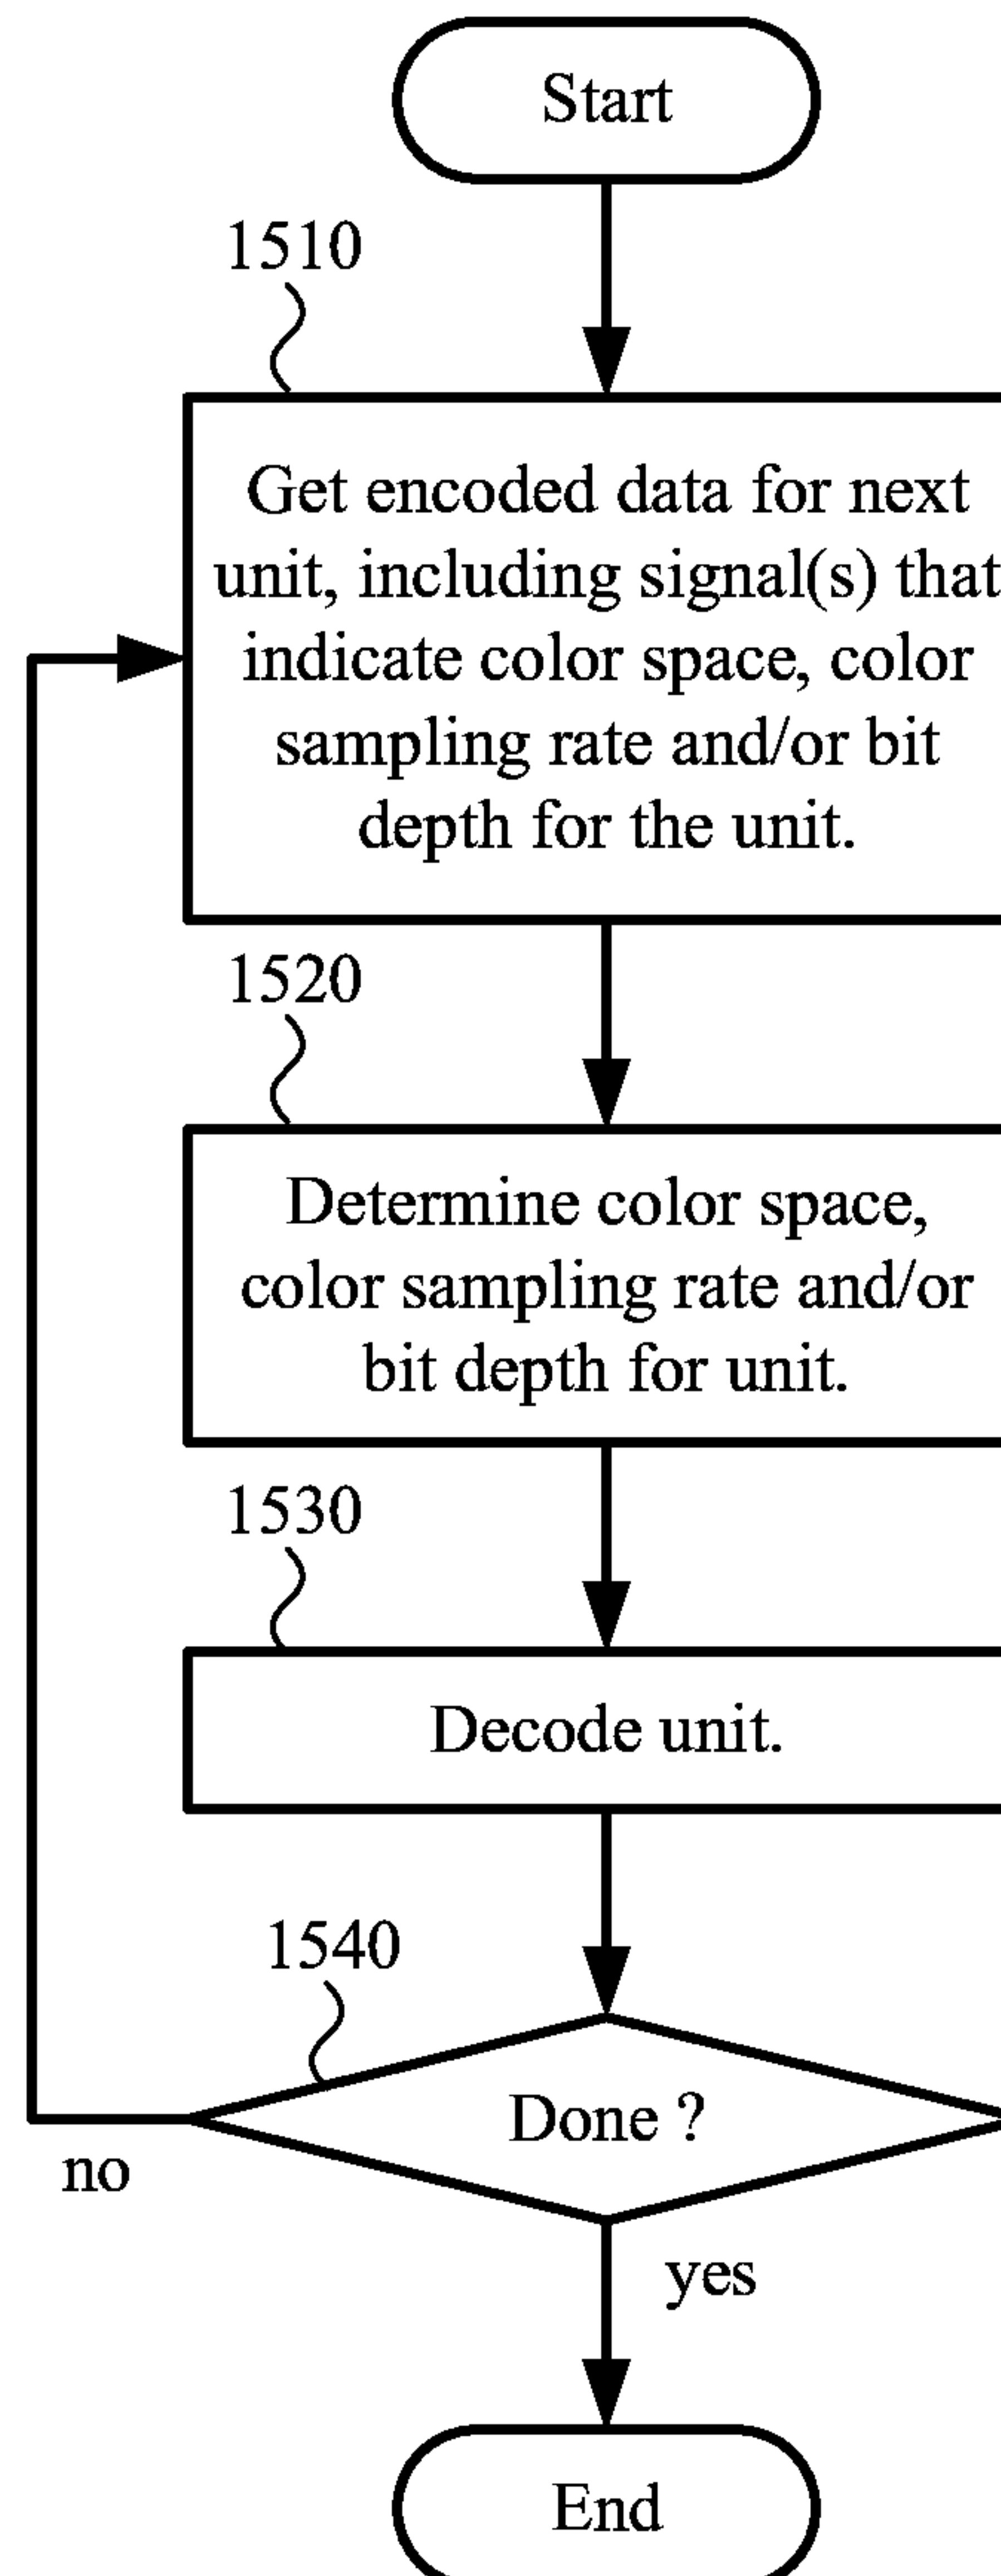 Start
1510
Get encoded data for next
unit, including signal(s) that
indicate color space, color
sampling rate and/or bit
depth for the unit.
1520
Determine color space,
color sampling rate and/or
bit depth for unit.
1530
Decode unit.
1540
Done ?
no
yes
End